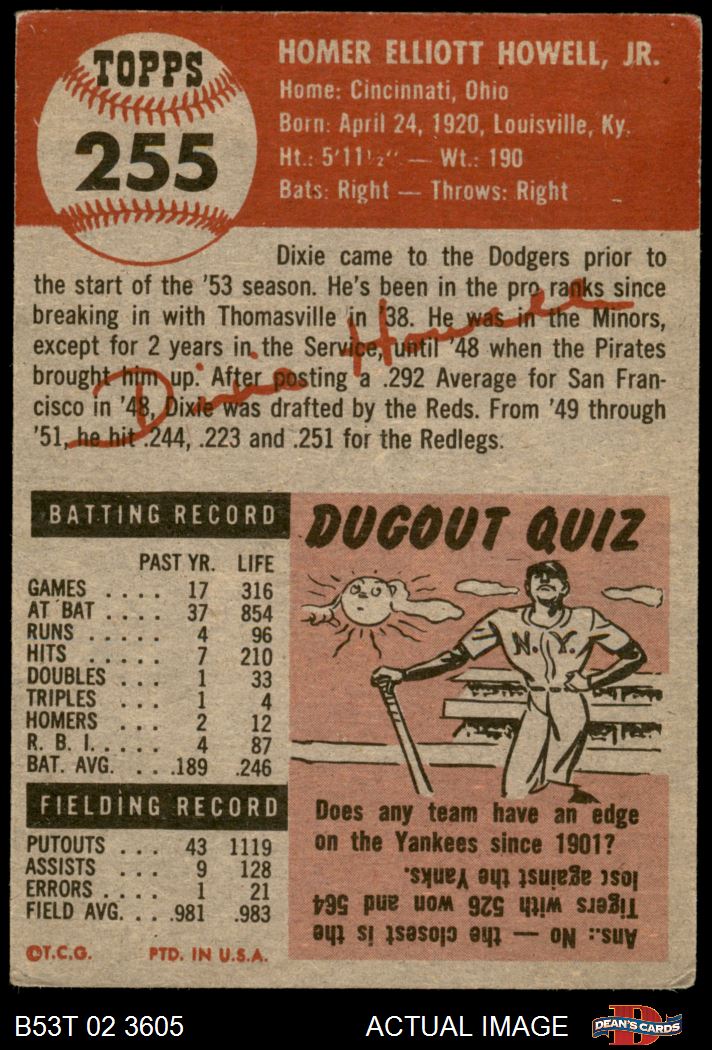 TOPPS
255
HOMER ELLIOTT HOWELL, JR.
Home: Cincinnati, Ohio
Born: April 24, 1920, Louisville, Ky.
Ht.: 5'11½" — Wt.: 190
Bats: Right — Throws: Right
Dixie came to the Dodgers prior to
the start of the '53 season. He's been in the pro ranks since
breaking in with Thomasville in '38. He was in the Minors,
except for 2 years in the Service, until '48 when the Pirates
brought him up. After posting a .292 Average for San Fran-
cisco in '48, Dixie was drafted by the Reds. From '49 through
'51, he hit .244, .223 and .251 for the Redlegs.
Dixie Howell
BATTING RECORD
PAST YR. LIFE
GAMES .... 17 316
AT BAT .... 37 854
RUNS ..... 4 96
HITS ..... 7 210
DOUBLES ... 1 33
TRIPLES ... 1 4
HOMERS ... 2 12
R. B. I. .... 4 87
BAT. AVG. ... .189 .246
FIELDING RECORD
PUTOUTS ... 43 1119
ASSISTS ... 9 128
ERRORS .... 1 21
FIELD AVG. ... .981 .983
©T.C.G. PTD. IN U.S.A.
DUGOUT QUIZ
N.Y.
Does any team have an edge
on the Yankees since 1901?
Ans.: No — the closest is the
Tigers with 526 won and 564
lost against the Yanks.
B53T 02 3605
ACTUAL IMAGE
D
DEAN'S CARDS